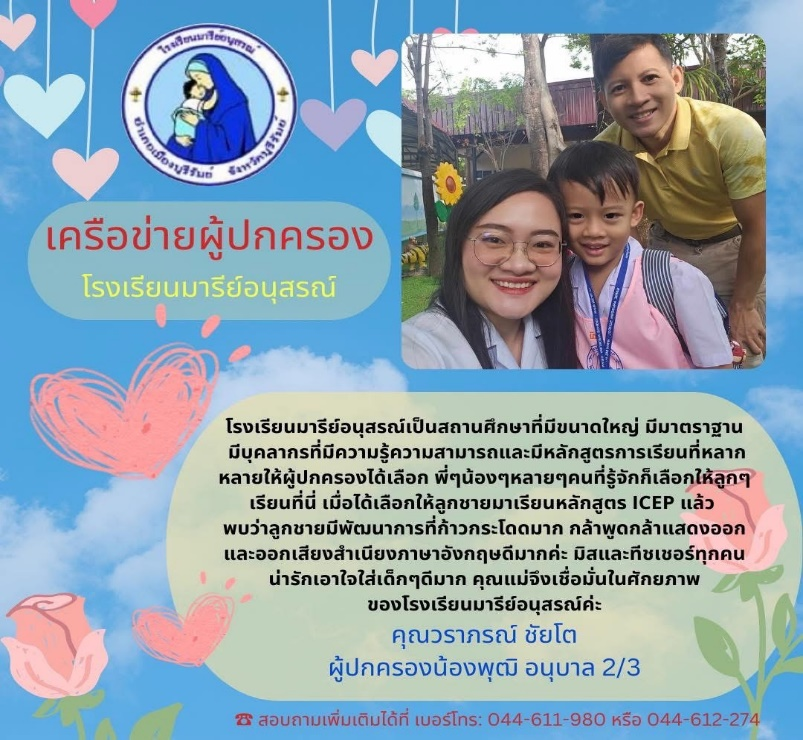 โรงเรียนมารีย์อนุสรณ์
อำเภอเมืองบุรีรัมย์ จังหวัดบุรีรัมย์
เครือข่ายผู้ปกครอง
โรงเรียนมารีย์อนุสรณ์
โรงเรียนมารีย์อนุสรณ์เป็นสถานศึกษาที่มีขนาดใหญ่ มีมาตราฐาน
มีบุคลากรที่มีความรู้ความสามารถและมีหลักสูตรการเรียนที่หลาก
หลายให้ผู้ปกครองได้เลือก พี่ๆน้องๆหลายๆคนที่รู้จักก็เลือกให้ลูกๆ
เรียนที่นี่ เมื่อได้เลือกให้ลูกชายมาเรียนหลักสูตร ICEP แล้ว
พบว่าลูกชายมีพัฒนาการที่ก้าวกระโดดมาก กล้าพูดกล้าแสดงออก
และออกเสียงสำเนียงภาษาอังกฤษดีมากค่ะ มิสและทีชเชอร์ทุกคน
น่ารักเอาใจใส่เด็กๆดีมาก คุณแม่จึงเชื่อมั่นในศักยภาพ
ของโรงเรียนมารีย์อนุสรณ์ค่ะ
คุณวราภรณ์ ชัยโต
ผู้ปกครองน้องพุฒิ อนุบาล 2/3
☎ สอบถามเพิ่มเติมได้ที่ เบอร์โทร: 044-611-980 หรือ 044-612-274